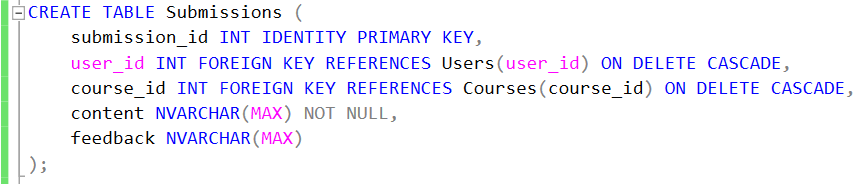 CREATE TABLE Submissions (
submission_id INT IDENTITY PRIMARY KEY,
user_id INT FOREIGN KEY REFERENCES Users(user_id) ON DELETE CASCADE,
course_id INT FOREIGN KEY REFERENCES Courses(course_id) ON DELETE CASCADE,
content NVARCHAR(MAX) NOT NULL,
feedback NVARCHAR(MAX)
);